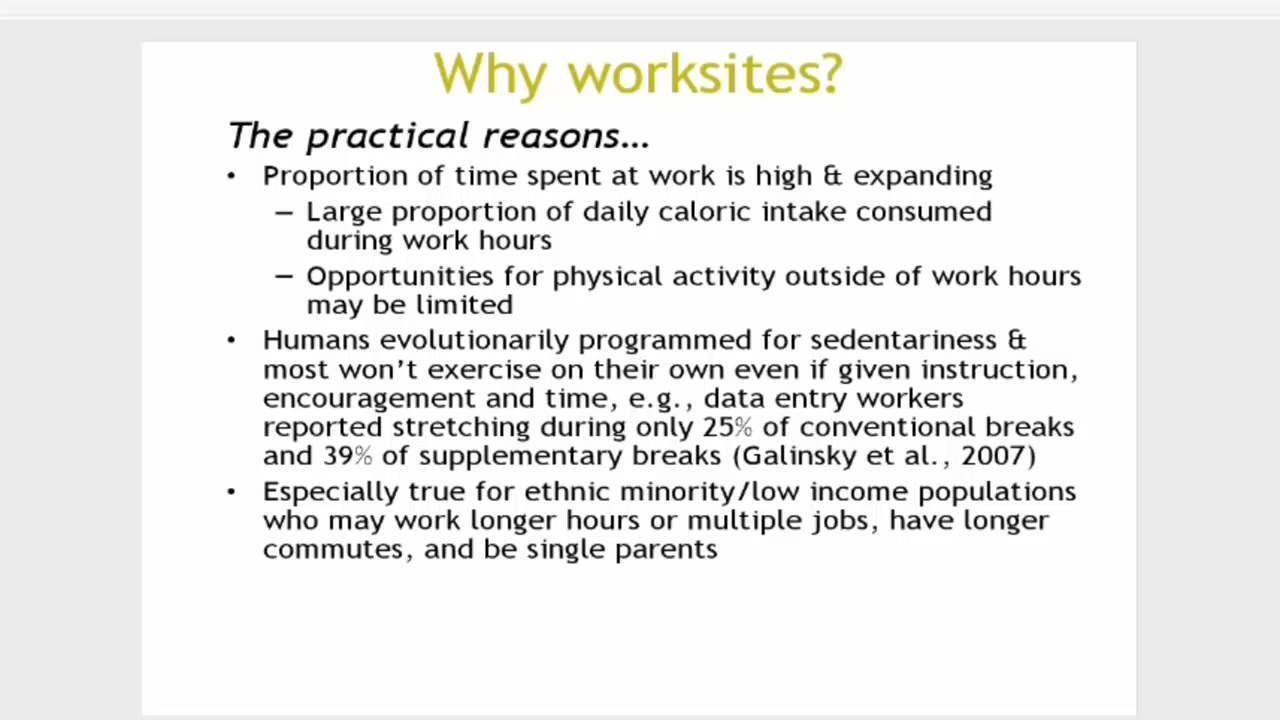 Why worksites?
The practical reasons...
• Proportion of time spent at work is high & expanding
– Large proportion of daily caloric intake consumed
during work hours
– Opportunities for physical activity outside of work hours
may be limited
• Humans evolutionarily programmed for sedentariness &
most won’t exercise on their own even if given instruction,
encouragement and time, e.g., data entry workers
reported stretching during only 25% of conventional breaks
and 39% of supplementary breaks (Galinsky et al., 2007)
• Especially true for ethnic minority/low income populations
who may work longer hours or multiple jobs, have longer
commutes, and be single parents